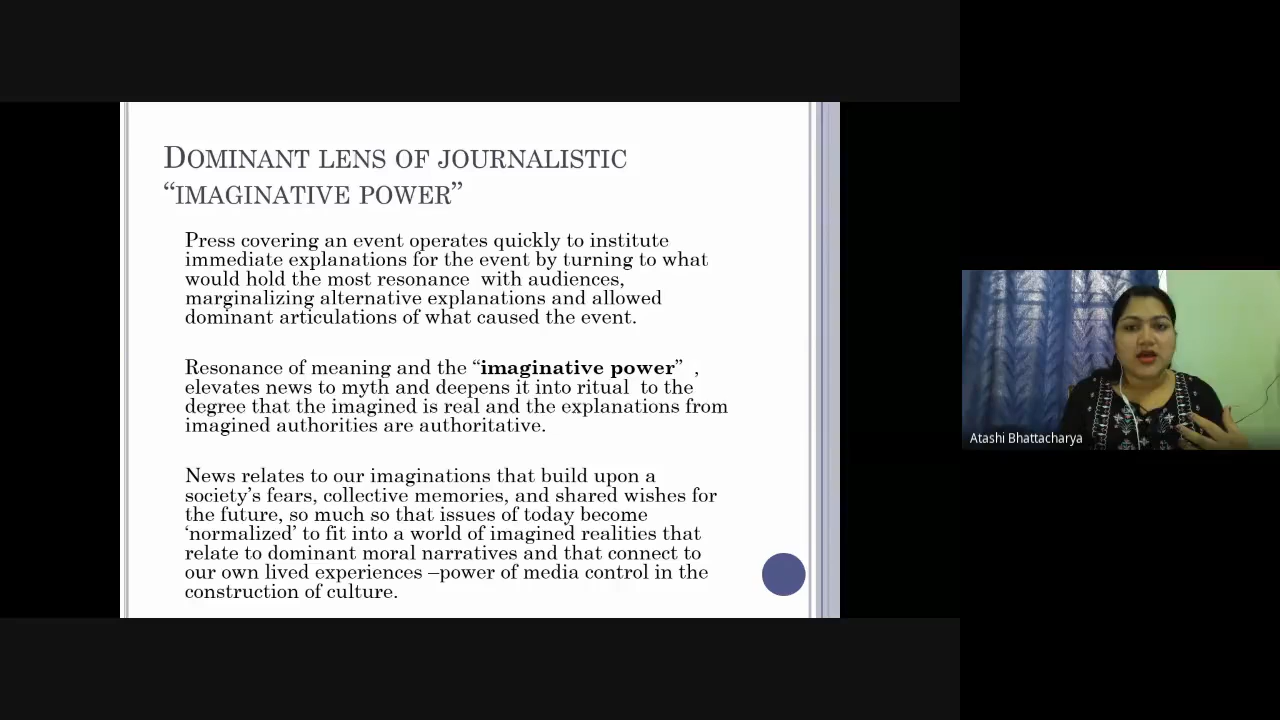 DOMINANT LENS OF JOURNALISTIC
“IMAGINATIVE POWER”
Press covering an event operates quickly to institute
immediate explanations for the event by turning to what
would hold the most resonance with audiences,
marginalizing alternative explanations and allowed
dominant articulations of what caused the event.
Resonance of meaning and the “imaginative power” ,
elevates news to myth and deepens it into ritual to the
degree that the imagined is real and the explanations from
imagined authorities are authoritative.
News relates to our imaginations that build upon a
society’s fears, collective memories, and shared wishes for
the future, so much so that issues of today become
‘normalized’ to fit into a world of imagined realities that
relate to dominant moral narratives and that connect to
our own lived experiences –power of media control in the
construction of culture.
Atashi Bhattacharya